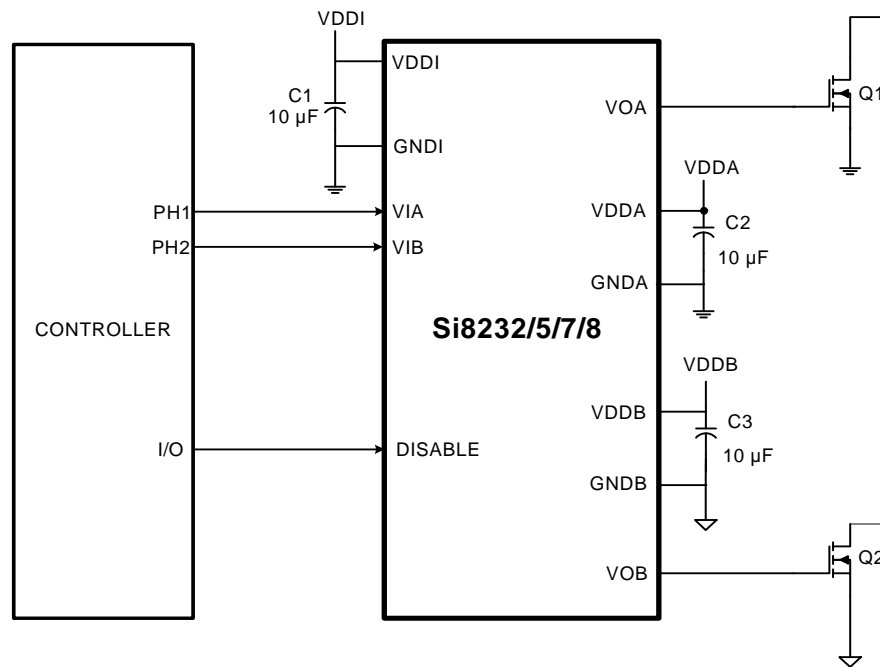 VDDI
VDDI
C1
10 µF
GNDI
VOA
Q1
PH1
VIA
PH2
VIB
VDDA
VDDA
C2
10 µF
GNDA
CONTROLLER
Si8232/5/7/8
VDDB
VDDB
C3
10 µF
I/O
DISABLE
GNDB
VOB
Q2